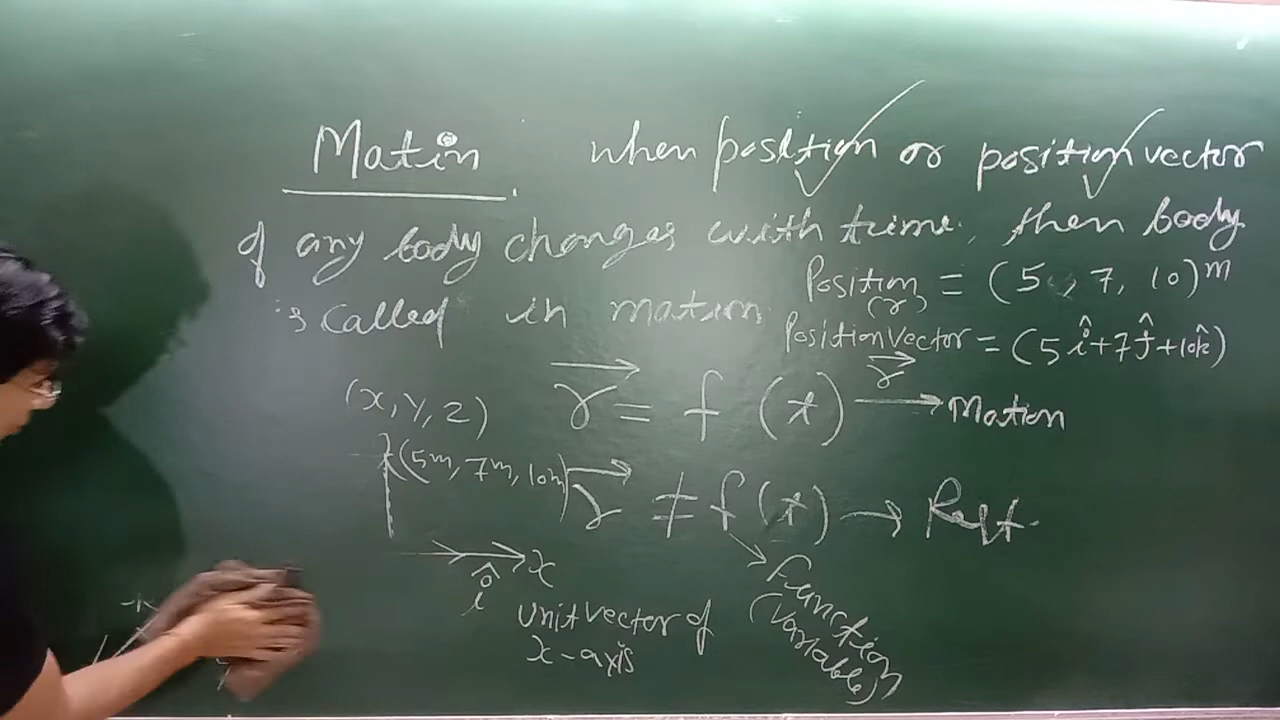 Motion when position or position vector
of any body changes with time, then body
is called in motion
Position = (5, 7, 10)m
(r)
Position Vector r⃗ = (5î+7ĵ+10k̂)
(x, y, z) r⃗ = f (t) → Motion
(5m, 7m, 10m) r⃗ ≠ f (t) → Rest.
x
î
Unit vector of
x-axis
Function
(Variable)